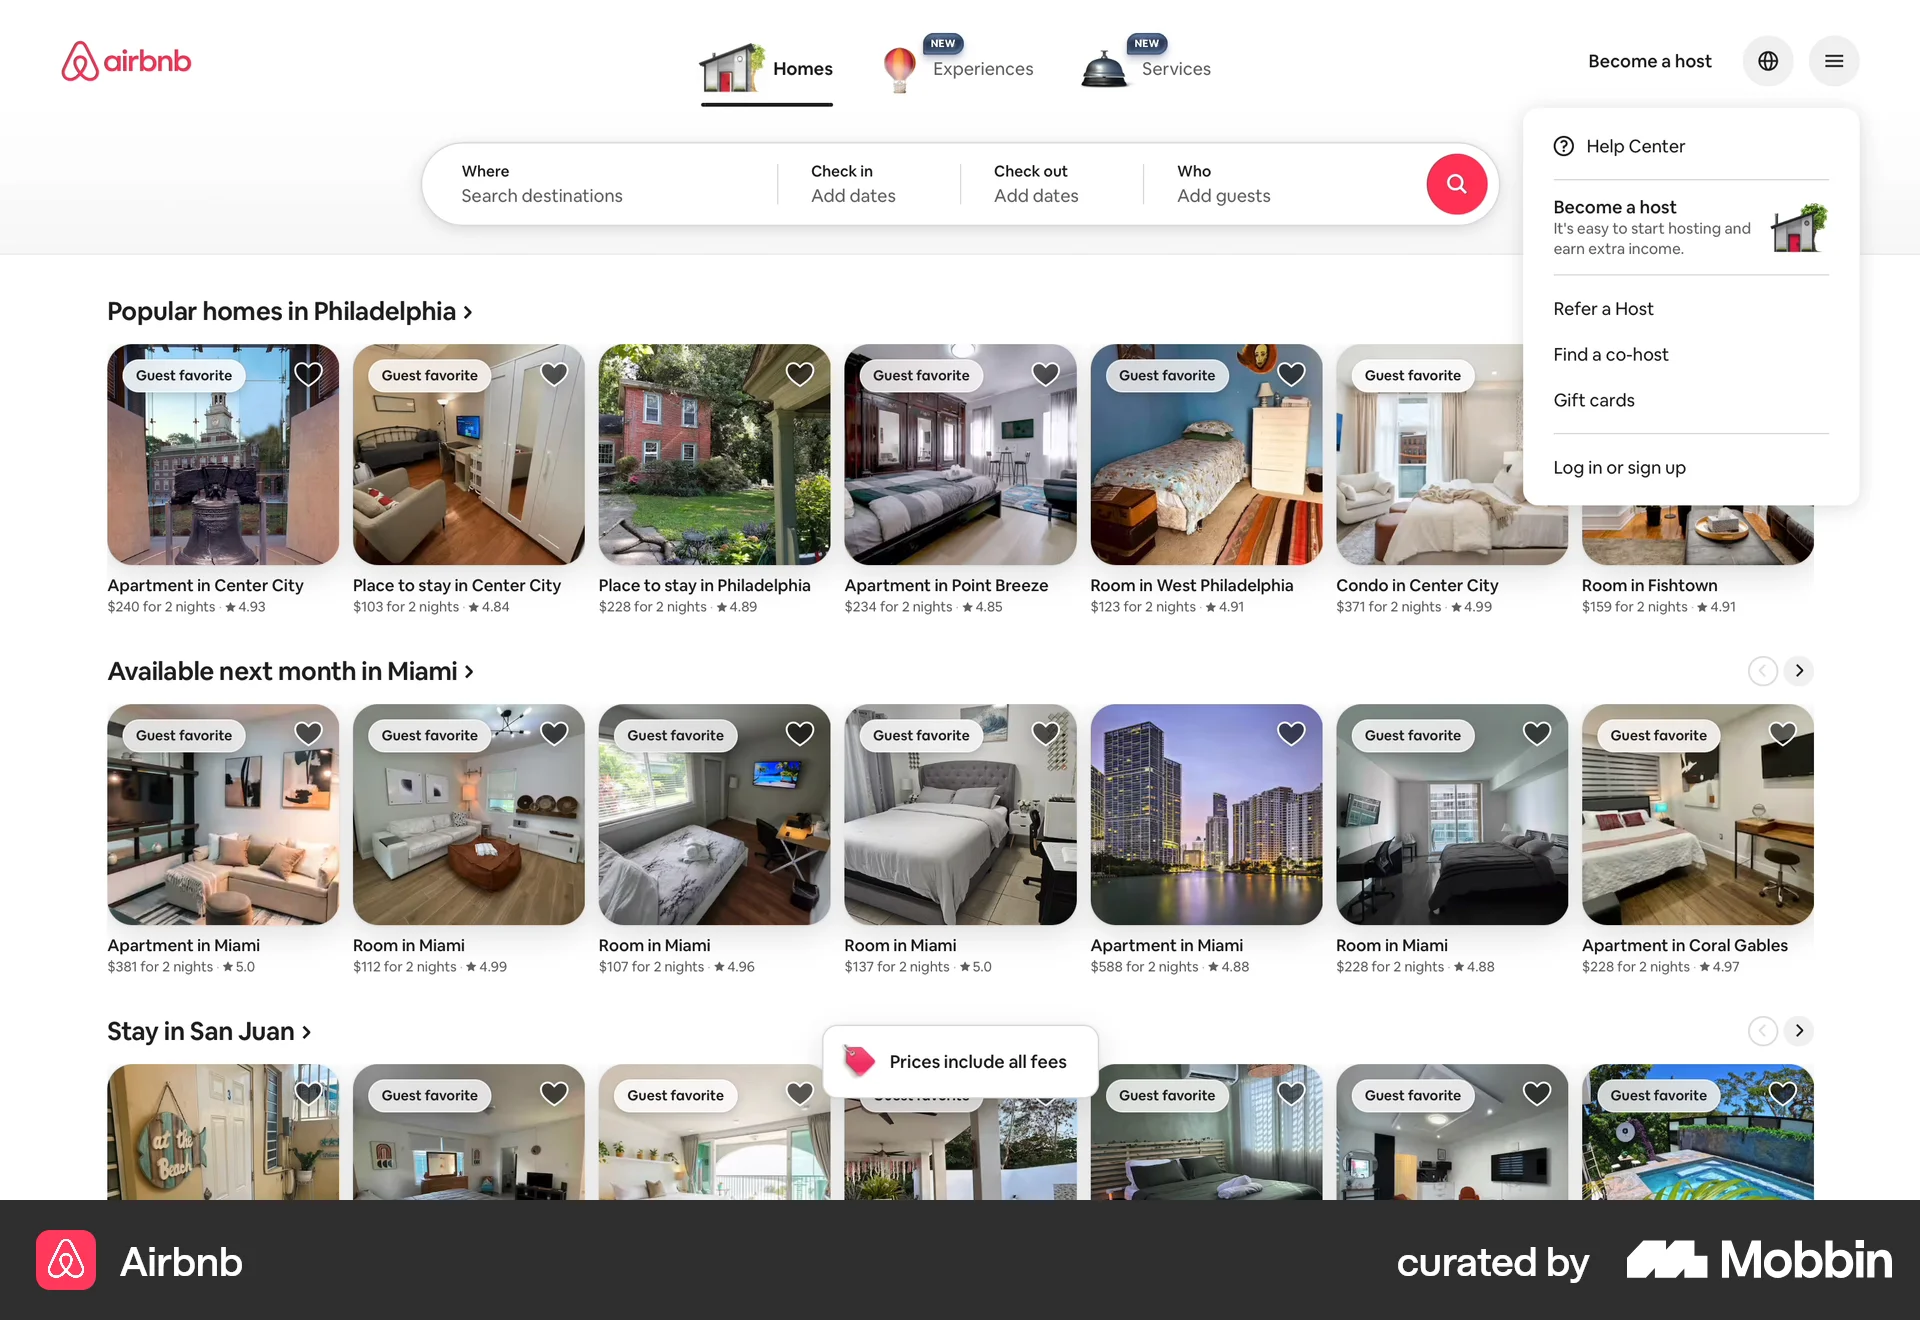 airbnb
Homes
NEW
Experiences
NEW
Services
Become a host
Where
Search destinations
Check in
Add dates
Check out
Add dates
Who
Add guests
Help Center
Become a host
It's easy to start hosting and
earn extra income.
Refer a Host
Find a co-host
Gift cards
Log in or sign up
Popular homes in Philadelphia
Guest favorite
Guest favorite
Guest favorite
Guest favorite
Guest favorite
Apartment in Center City
$240 for 2 nights · ★ 4.93
Place to stay in Center City
$103 for 2 nights · ★ 4.84
Place to stay in Philadelphia
$228 for 2 nights · ★ 4.89
Apartment in Point Breeze
$234 for 2 nights · ★ 4.85
Room in West Philadelphia
$123 for 2 nights · ★ 4.91
Condo in Center City
$371 for 2 nights · ★ 4.99
Room in Fishtown
$159 for 2 nights · ★ 4.91
Available next month in Miami
Guest favorite
Guest favorite
Guest favorite
Guest favorite
Guest favorite
Guest favorite
Apartment in Miami
$381 for 2 nights · ★ 5.0
Room in Miami
$112 for 2 nights · ★ 4.99
Room in Miami
$107 for 2 nights · ★ 4.96
Room in Miami
$137 for 2 nights · ★ 5.0
Apartment in Miami
$588 for 2 nights · ★ 4.88
Room in Miami
$228 for 2 nights · ★ 4.88
Apartment in Coral Gables
$228 for 2 nights · ★ 4.97
Stay in San Juan
Prices include all fees
Guest favorite
Guest favorite
Guest favorite
Guest favorite
Guest favorite
Guest favorite
at the
Beach
Airbnb
curated by
Mobbin